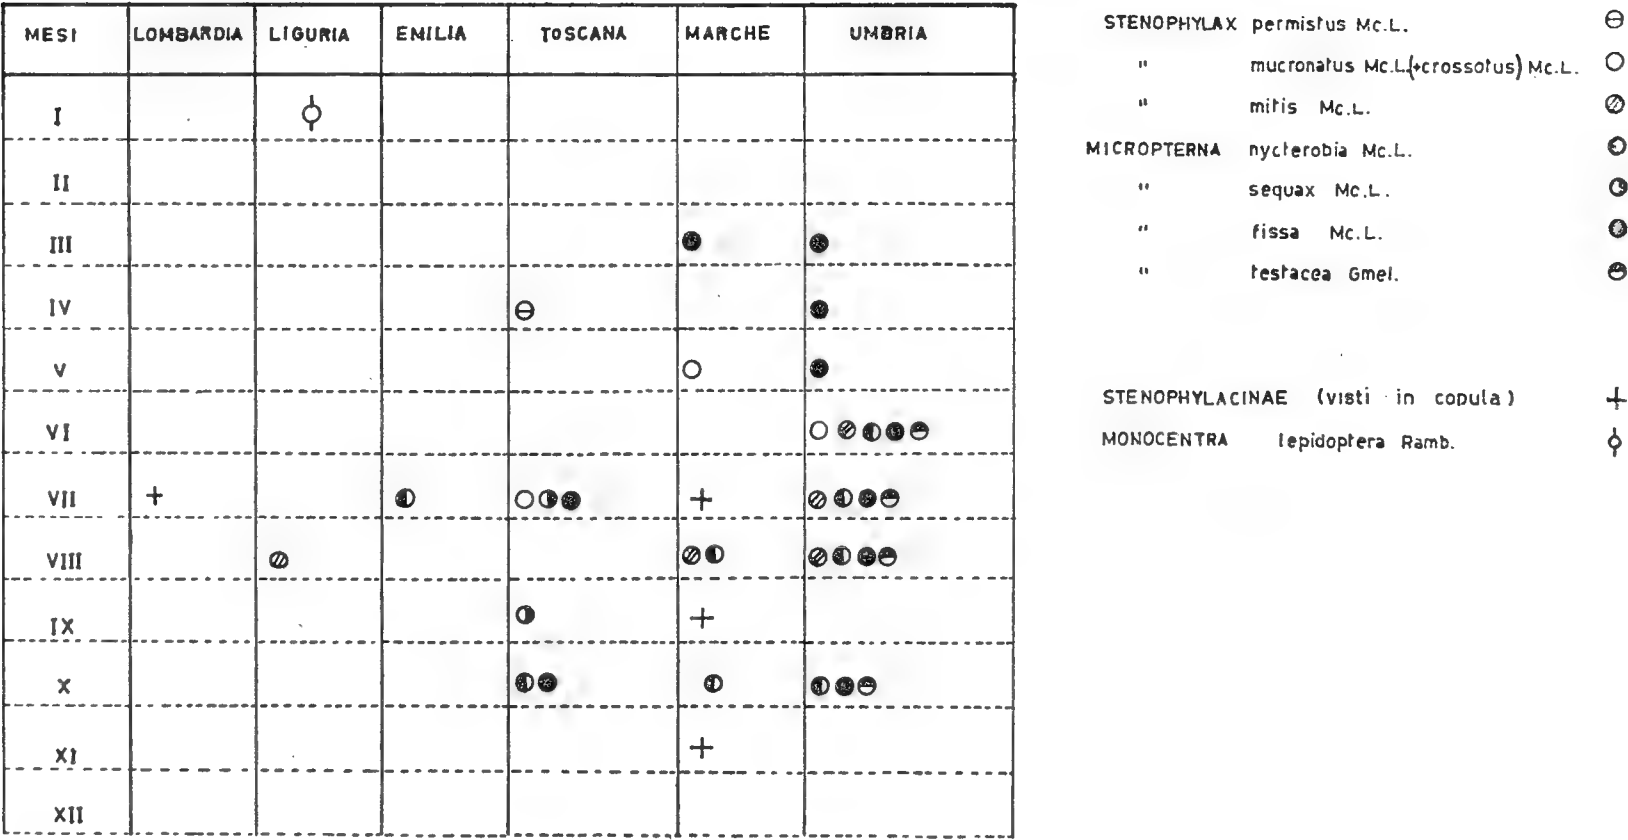 MESI LOMBARDIA LIGURIA EMILIA TOSCANA MARCHE UMBRIA
I
II
III
IV
V
VI
VII
VIII
IX
X
XI
XII
STENOPHYLAX permistus Mc.L.
" mucronatus Mc.L.(+crossotus) Mc.L.
" mitis Mc.L.
MICROPTERNA nycterobia Mc.L.
" sequax Mc.L.
" fissa Mc.L.
" testacea Gmel.
STENOPHYLACINAE (visti in copula)
MONOCENTRA lepidoptera Ramb.